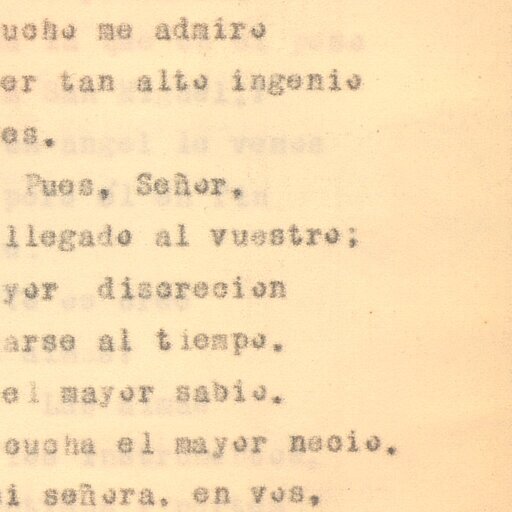 ucho me admiro
er tan alto ingenio
es.
Pues, Señor,
llegado al vuestro;
yor discrecion
arse al tiempo.
el mayor sabio.
coucha el mayor necio.
i señora. en vos,